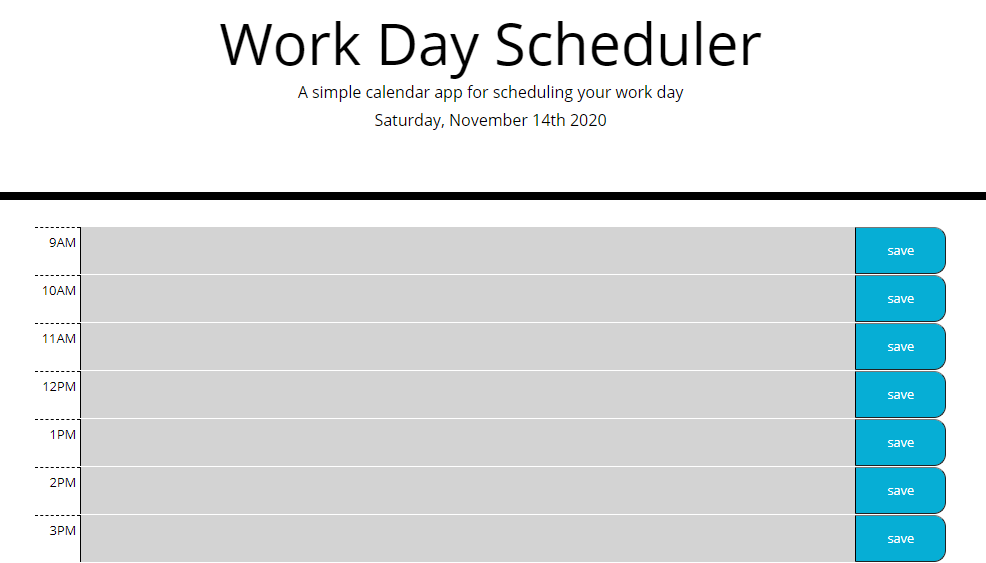 Work Day Scheduler
A simple calendar app for scheduling your work day
Saturday, November 14th 2020
9AM save
10AM save
11AM save
12PM save
1PM save
2PM save
3PM save